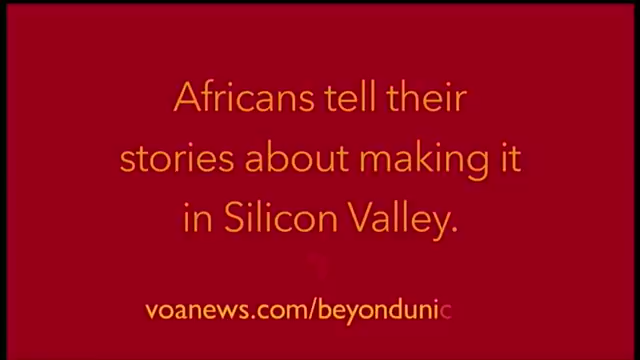 Africans tell their
stories about making it
in Silicon Valley.
voanews.com/beyondunic